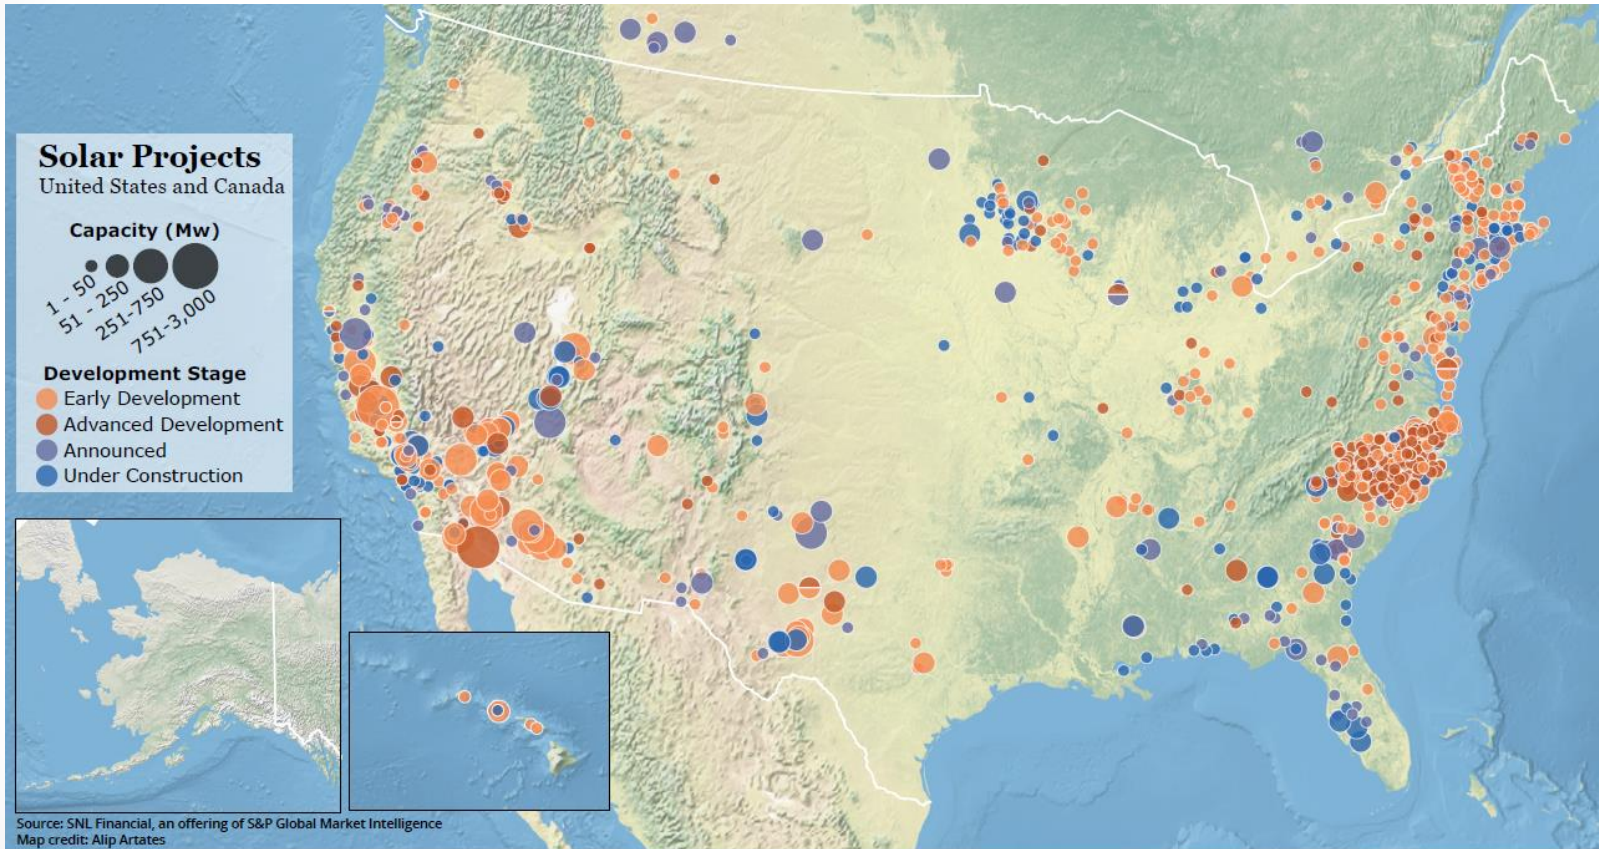 Solar Projects
United States and Canada
Capacity (Mw)
1 - 50
51 - 250
251-750
751-3,000
Development Stage
Early Development
Advanced Development
Announced
Under Construction
Source: SNL Financial, an offering of S&P Global Market Intelligence
Map credit: Alip Artates